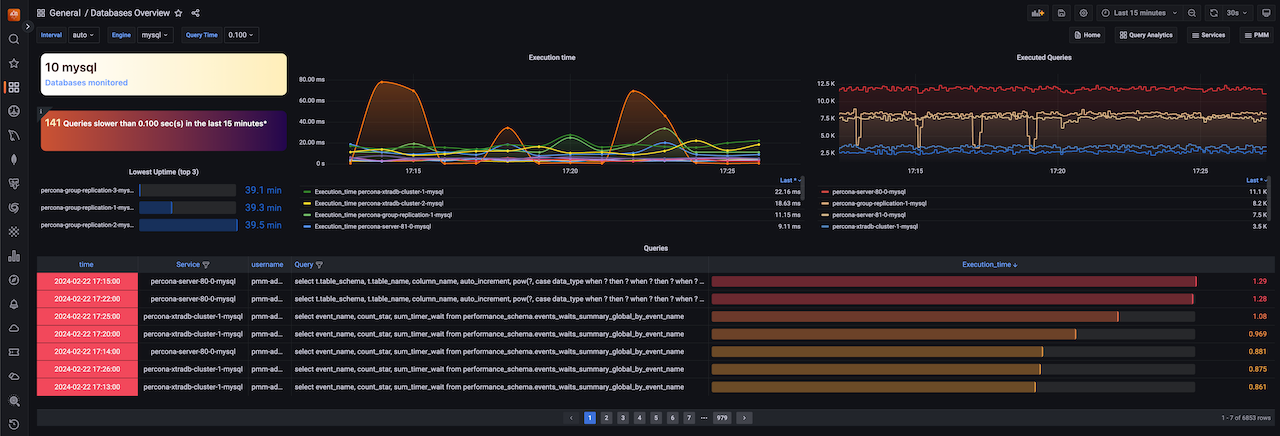 General / Databases Overview
Last 15 minutes
30s
Interval auto Engine mysql Query Time 0.100
Home Query Analytics Services PMM
10 mysql
Databases monitored
141 Queries slower than 0.100 sec(s) in the last 15 minutes*
Lowest Uptime (top 3)
percona-group-replication-3-mys... 39.1 min
percona-group-replication-1-mys... 39.3 min
percona-group-replication-2-mys... 39.5 min
Execution time
80.00 ms
60.00 ms
40.00 ms
20.00 ms
0 s
17:15 17:20 17:25
Last *
Execution_time percona-xtradb-cluster-1-mysql 22.16 ms
Execution_time percona-xtradb-cluster-2-mysql 18.63 ms
Execution_time percona-group-replication-1-mysql 11.15 ms
Execution_time percona-server-81-0-mysql 9.11 ms
Executed Queries
12.5 K
10.0 K
7.5 K
5.0 K
2.5 K
17:15 17:20 17:25
Last *
percona-server-80-0-mysql 11.1 K
percona-group-replication-1-mysql 8.2 K
percona-server-81-0-mysql 7.5 K
percona-xtradb-cluster-1-mysql 3.5 K
Queries
time Service username Query Execution_time
2024-02-22 17:15:00 percona-server-80-0-mysql pmm-ad... select t.table_schema, t.table_name, column_name, auto_increment, pow(?, case data_type when ? then ? when ? then ? when ? ... 1.29
2024-02-22 17:22:00 percona-server-80-0-mysql pmm-ad... select t.table_schema, t.table_name, column_name, auto_increment, pow(?, case data_type when ? then ? when ? then ? when ? ... 1.28
2024-02-22 17:25:00 percona-xtradb-cluster-1-mysql pmm-ad... select event_name, count_star, sum_timer_wait from performance_schema.events_waits_summary_global_by_event_name 1.08
2024-02-22 17:20:00 percona-xtradb-cluster-1-mysql pmm-ad... select event_name, count_star, sum_timer_wait from performance_schema.events_waits_summary_global_by_event_name 0.969
2024-02-22 17:14:00 percona-server-80-0-mysql pmm-ad... select event_name, count_star, sum_timer_wait from performance_schema.events_waits_summary_global_by_event_name 0.881
2024-02-22 17:26:00 percona-xtradb-cluster-1-mysql pmm-ad... select event_name, count_star, sum_timer_wait from performance_schema.events_waits_summary_global_by_event_name 0.875
2024-02-22 17:13:00 percona-xtradb-cluster-1-mysql pmm-ad... select event_name, count_star, sum_timer_wait from performance_schema.events_waits_summary_global_by_event_name 0.861
1 2 3 4 5 6 7 ... 979
1 - 7 of 6853 rows